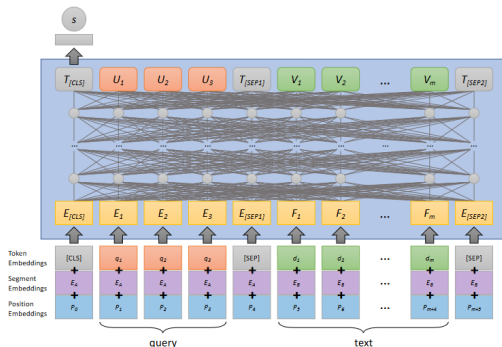 s
T[CLS] U1 U2 U3 T[SEP1] V1 V2 ... Vm T[SEP2]
...
...
...
E[CLS] E1 E2 E3 E[SEP1] F1 F2 ... Fm E[SEP2]
Token Embeddings [CLS] q1 q2 q3 [SEP] d1 d2 ... dm [SEP]
+ + + + + + + + +
Segment Embeddings EA EA EA EA EA EB EB ... EB EB
+ + + + + + + + +
Position Embeddings P0 P1 P2 P3 P4 P5 P6 ... Pm+4 Pm+5
query text